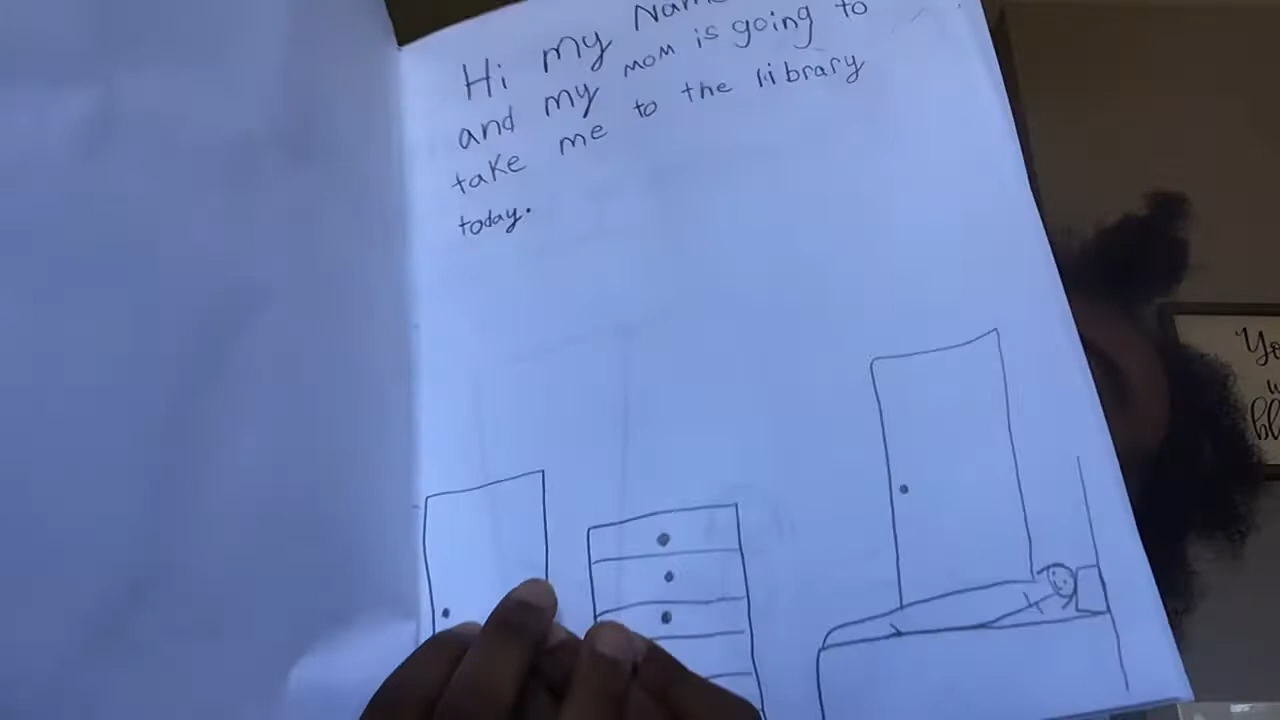 Hi my
and my mom is going to
take me to the library
today.